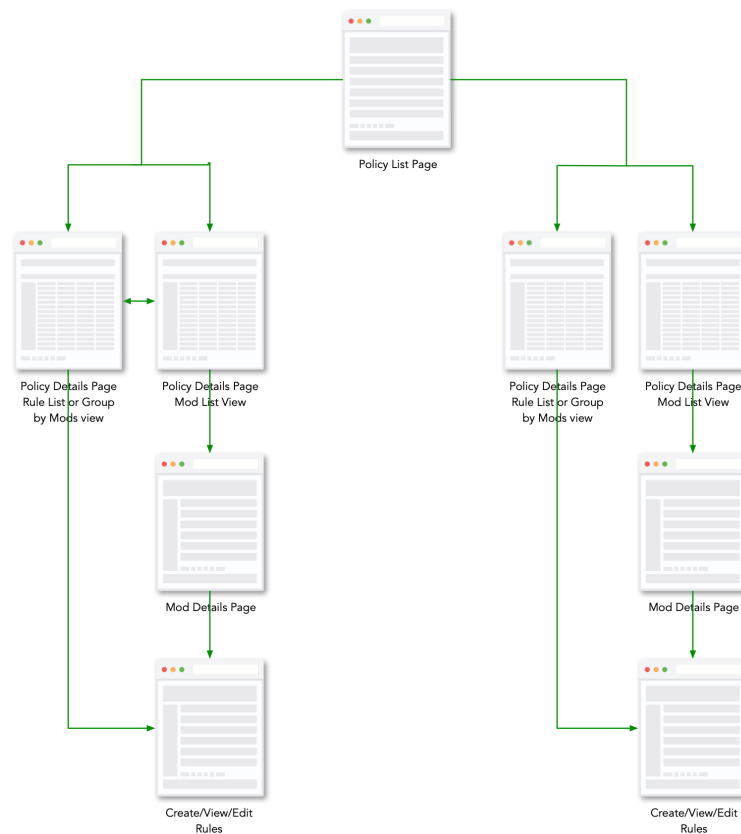 Policy List Page
Policy Details Page
Rule List or Group
by Mods view
Policy Details Page
Mod List View
Policy Details Page
Rule List or Group
by Mods view
Policy Details Page
Mod List View
Mod Details Page
Mod Details Page
Create/View/Edit
Rules
Create/View/Edit
Rules